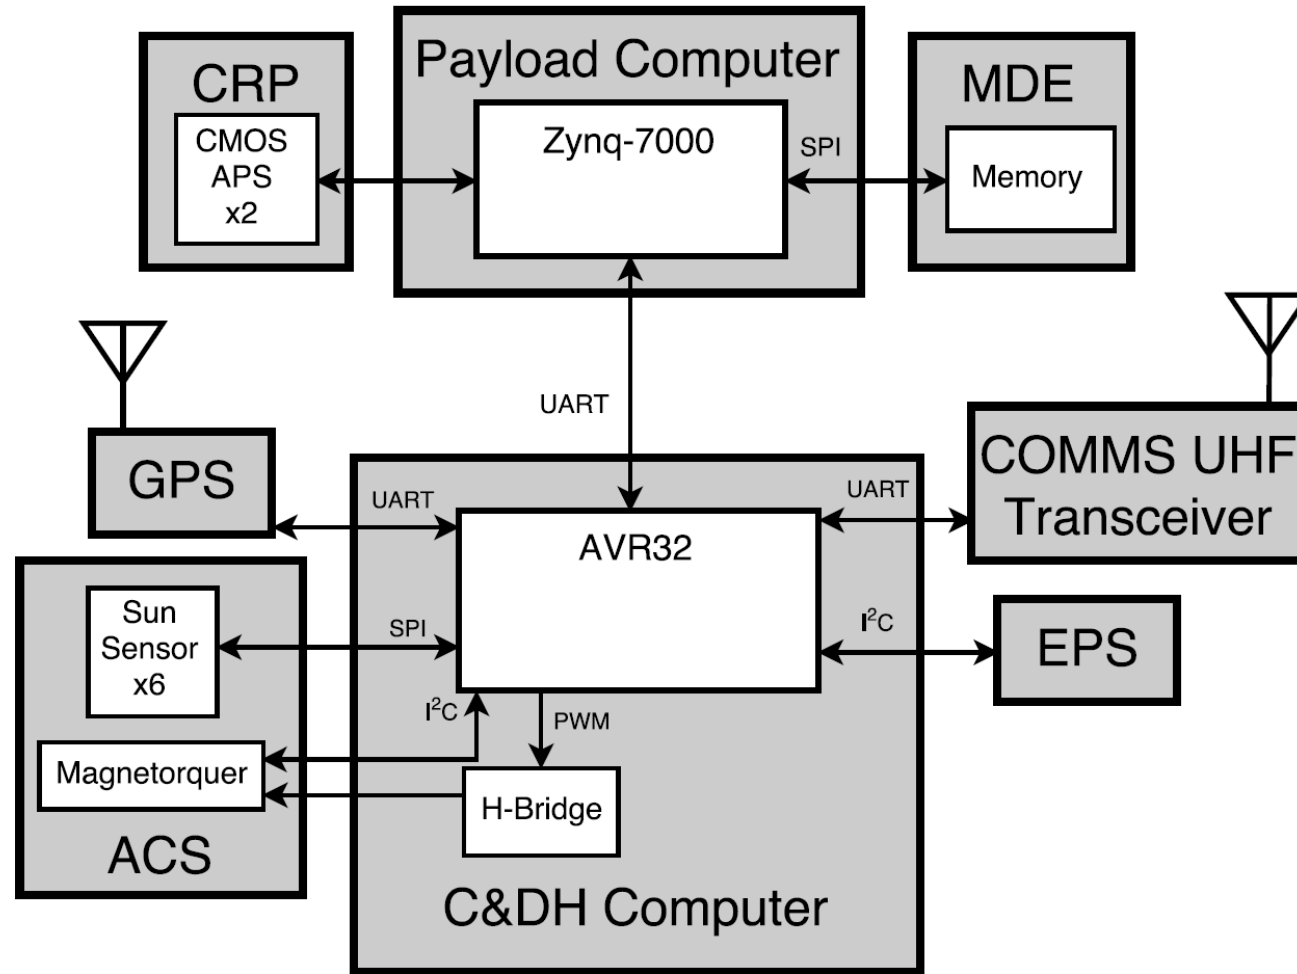 CRP
CMOS
APS
x2
Payload Computer
Zynq-7000
SPI
MDE
Memory
UART
GPS
UART
AVR32
UART
COMMS UHF
Transceiver
Sun
Sensor
x6
SPI
I²C
EPS
I²C
PWM
Magnetorquer
H-Bridge
ACS
C&DH Computer